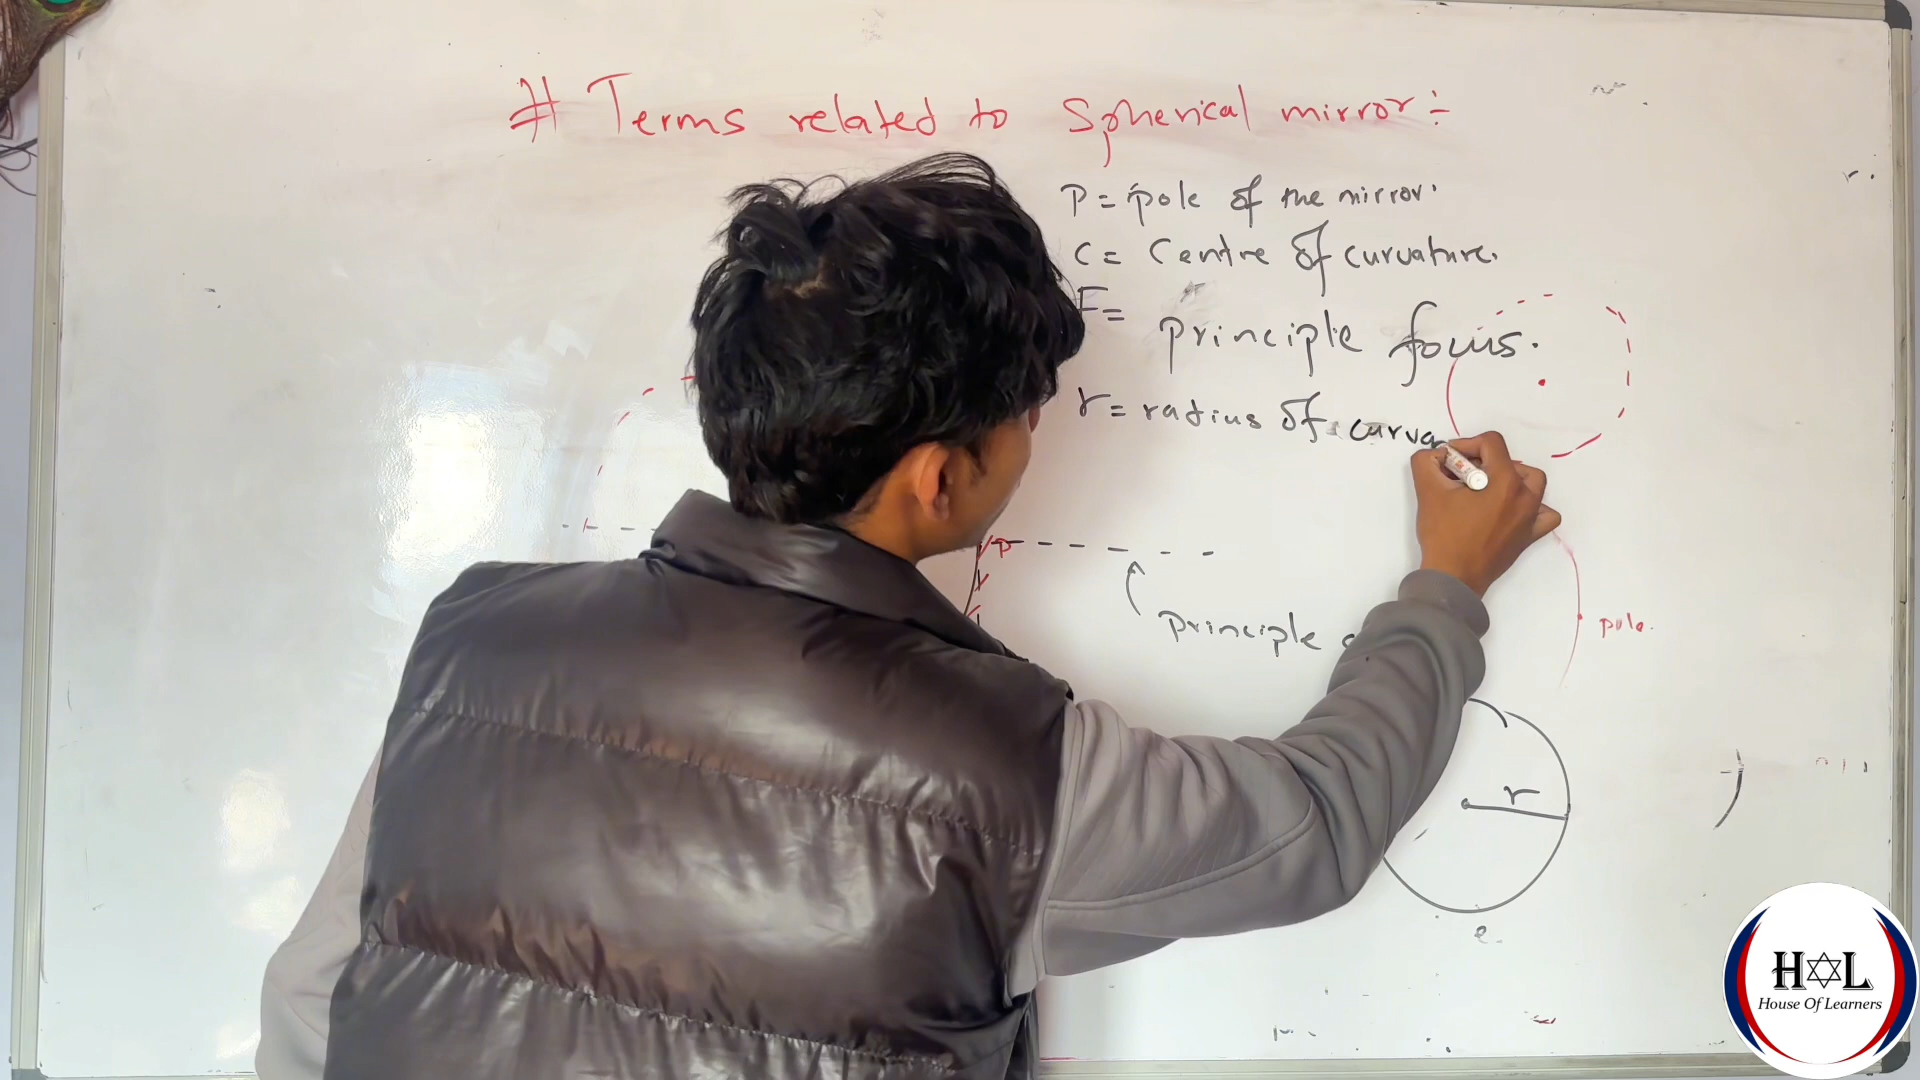 # Terms related to Spherical mirror ÷
P = pole of the mirror.
C = Centre of curvature.
F = principle focus.
r = radius of curva
P
principle
pole.
r
e.
H L
House Of Learners